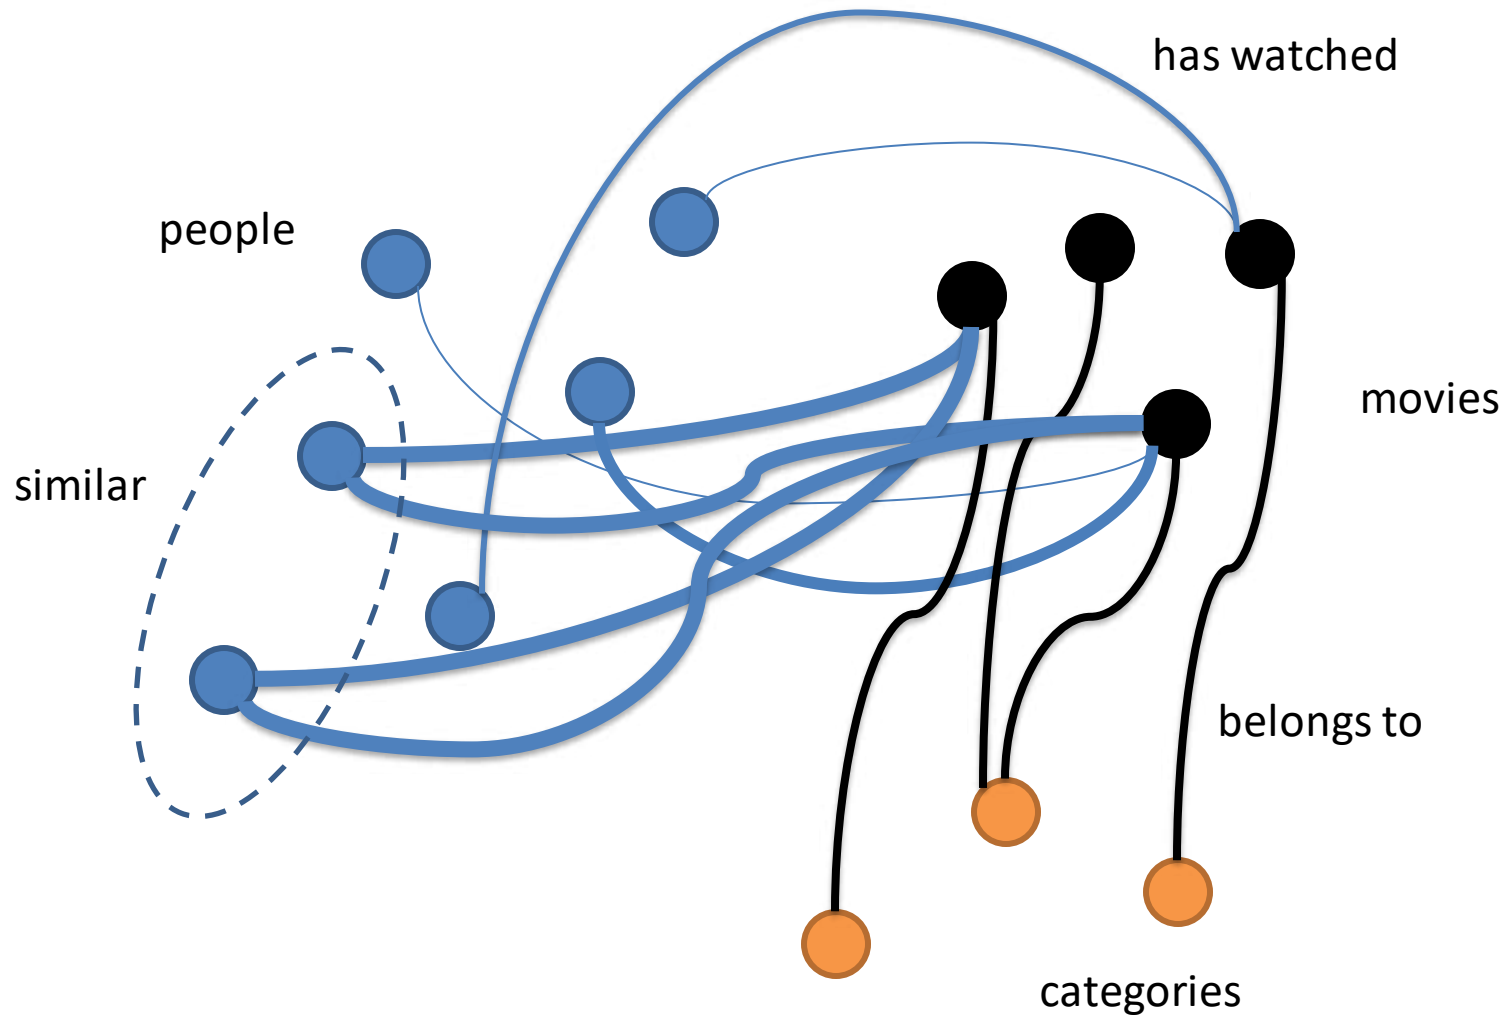 has watched
people
movies
similar
belongs to
categories